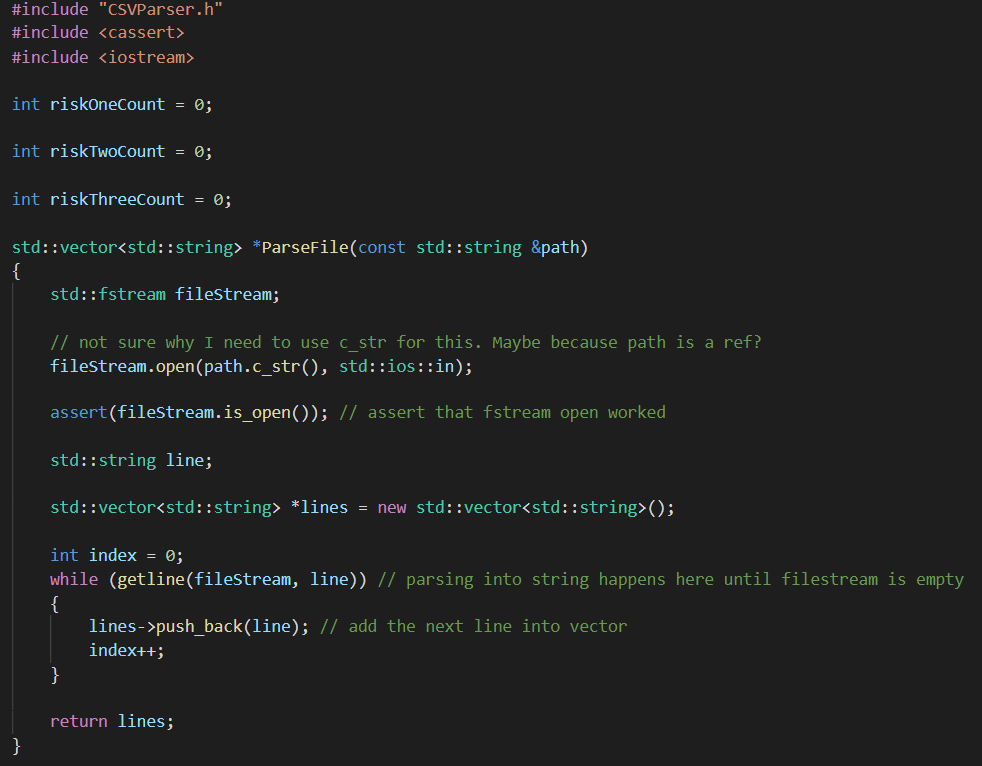 #include "CSVParser.h"
#include <cassert>
#include <iostream>
int riskOneCount = 0;
int riskTwoCount = 0;
int riskThreeCount = 0;
std::vector<std::string> *ParseFile(const std::string &path)
{
    std::fstream fileStream;
    // not sure why I need to use c_str for this. Maybe because path is a ref?
    fileStream.open(path.c_str(), std::ios::in);
    assert(fileStream.is_open()); // assert that fstream open worked
    std::string line;
    std::vector<std::string> *lines = new std::vector<std::string>();
    int index = 0;
    while (getline(fileStream, line)) // parsing into string happens here until filestream is empty
    {
        lines->push_back(line); // add the next line into vector
        index++;
    }
    return lines;
}